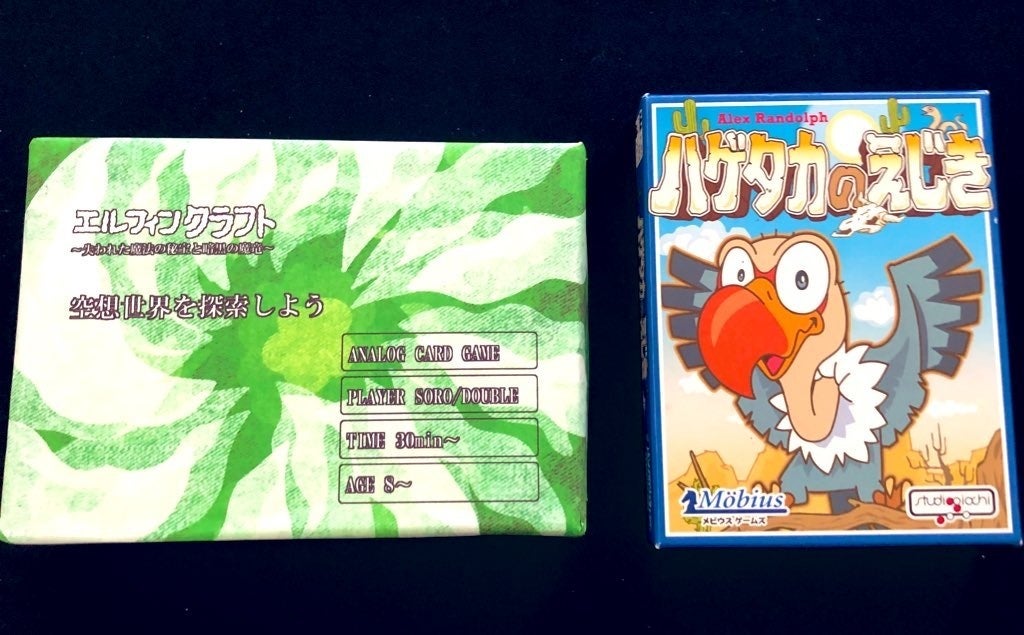 エルフィンクラフト
～失われた魔法の秘宝と暗黒の魔竜～
空想世界を探索しよう
ANALOG CARD GAME
PLAYER SORO/DOUBLE
TIME 30min～
AGE 8～
Alex Randolph
ハゲタカのえじき
Möbius
メビウスゲームズ
studiogiochi